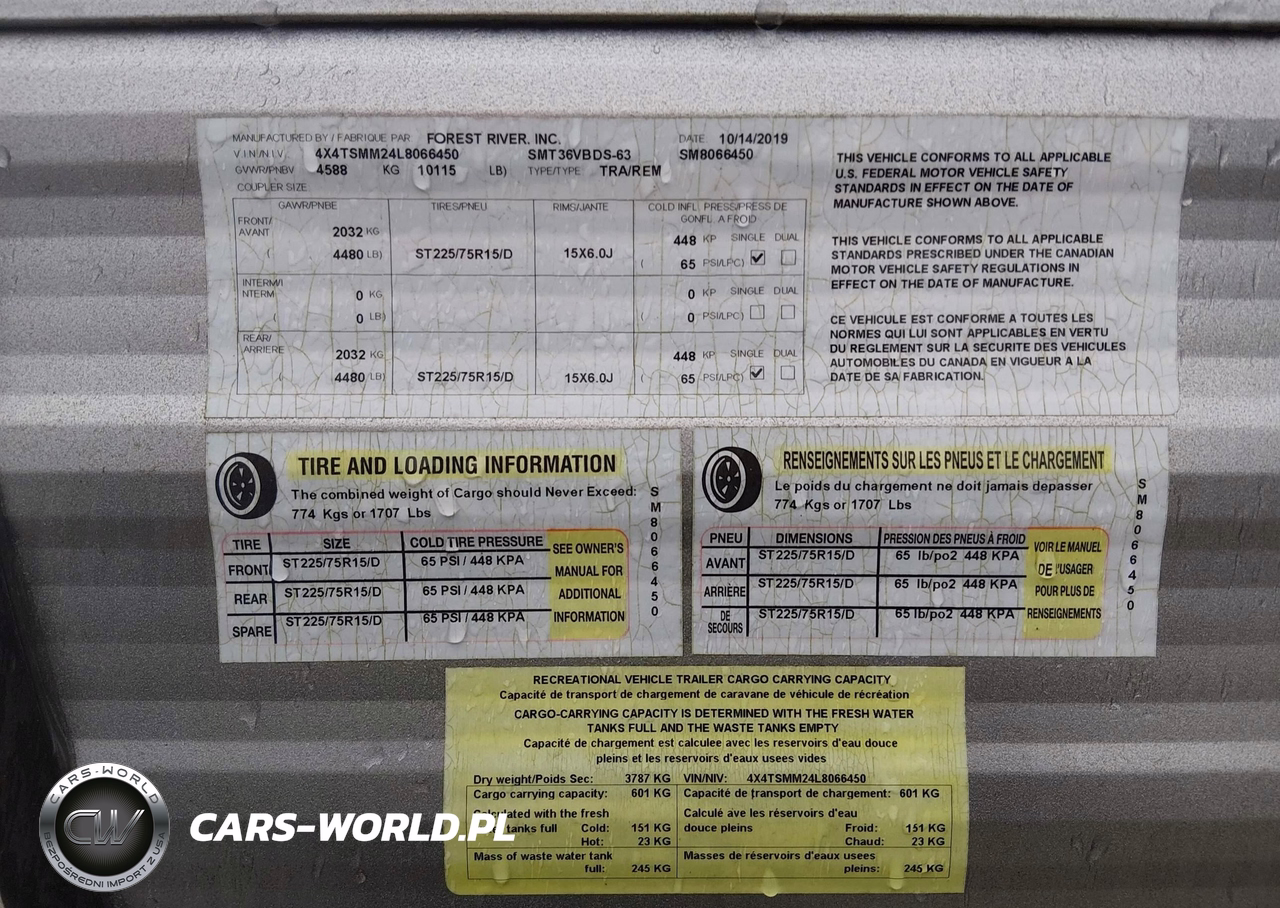 MANUFACTURED BY / FABRIQUE PAR FOREST RIVER, INC. DATE 10/14/2019
V.I.N./N.I.V. 4X4TSMM24L8066450 SMT36VBDS-63 SM8066450
GVWR/PNBV 4588 KG 10115 LB) TYPE/TYPE TRA/REM
COUPLER SIZE
GAWR/PNBE TIRES/PNEU RIMS/JANTE COLD INFL. PRESS/PRESS DE
GONFL. A FROID
FRONT/
AVANT 2032 KG 448 KP SINGLE DUAL
( 4480 LB) ST225/75R15/D 15X6.0J ( 65 PSI/LPC)
INTERM/
NTERM 0 KG 0 KP SINGLE DUAL
( 0 LB) ( 0 PSI/LPC)
REAR/
ARRIERE 2032 KG 448 KP SINGLE DUAL
( 4480 LB) ST225/75R15/D 15X6.0J ( 65 PSI/LPC)
THIS VEHICLE CONFORMS TO ALL APPLICABLE
U.S. FEDERAL MOTOR VEHICLE SAFETY
STANDARDS IN EFFECT ON THE DATE OF
MANUFACTURE SHOWN ABOVE.
THIS VEHICLE CONFORMS TO ALL APPLICABLE
STANDARDS PRESCRIBED UNDER THE CANADIAN
MOTOR VEHICLE SAFETY REGULATIONS IN
EFFECT ON THE DATE OF MANUFACTURE.
CE VEHICULE EST CONFORME A TOUTES LES
NORMES QUI LUI SONT APPLICABLES EN VERTU
DU REGLEMENT SUR LA SECURITE DES VEHICULES
AUTOMOBILES DU CANADA EN VIGUEUR A LA
DATE DE SA FABRICATION.
TIRE AND LOADING INFORMATION
The combined weight of Cargo should Never Exceed:
774 Kgs or 1707 Lbs
TIRE SIZE COLD TIRE PRESSURE
FRONT ST225/75R15/D 65 PSI / 448 KPA
REAR ST225/75R15/D 65 PSI / 448 KPA
SPARE ST225/75R15/D 65 PSI / 448 KPA
SEE OWNER'S
MANUAL FOR
ADDITIONAL
INFORMATION
SM8066450
RENSEIGNEMENTS SUR LES PNEUS ET LE CHARGEMENT
Le poids du chargement ne doit jamais depasser
774 Kgs or 1707 Lbs
PNEU DIMENSIONS PRESSION DES PNEUS À FROID
AVANT ST225/75R15/D 65 lb/po2 448 KPA
ARRIÈRE ST225/75R15/D 65 lb/po2 448 KPA
DE
SECOURS ST225/75R15/D 65 lb/po2 448 KPA
VOIR LE MANUEL
DE l'USAGER
POUR PLUS DE
RENSEIGNEMENTS
SM8066450
RECREATIONAL VEHICLE TRAILER CARGO CARRYING CAPACITY
Capacité de transport de chargement de caravane de véhicule de récréation
CARGO-CARRYING CAPACITY IS DETERMINED WITH THE FRESH WATER
TANKS FULL AND THE WASTE TANKS EMPTY
Capacité de chargement est calculee avec les reservoirs d'eau douce
pleins et les reservoirs d'eaux usees vides
Dry weight/Poids Sec: 3787 KG VIN/NIV: 4X4TSMM24L8066450
Cargo carrying capacity: 601 KG Capacité de transport de chargement: 601 KG
Calculated with the fresh Calculé ave les réservoirs d'eau
tanks full Cold: 151 KG douce pleins Froid: 151 KG
Hot: 23 KG Chaud: 23 KG
Mass of waste water tank Masses de réservoirs d'eaux usees
full: 245 KG pleins: 245 KG
CARS-WORLD
CW
BEZPOŚREDNI IMPORT Z USA
CARS-WORLD.PL